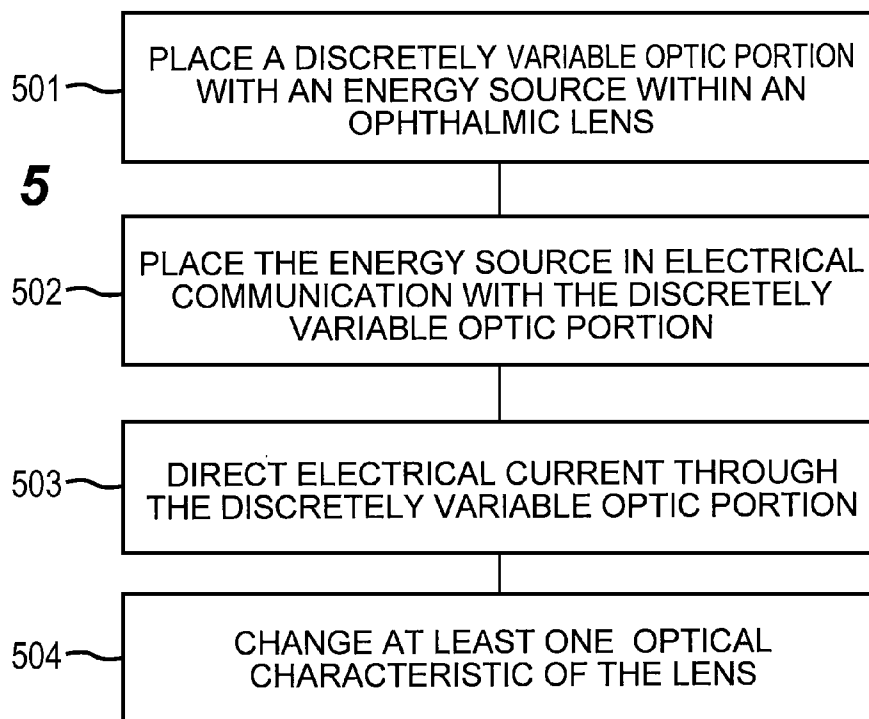 501
PLACE A DISCRETELY VARIABLE OPTIC PORTION
WITH AN ENERGY SOURCE WITHIN AN
OPHTHALMIC LENS
5
502
PLACE THE ENERGY SOURCE IN ELECTRICAL
COMMUNICATION WITH THE DISCRETELY
VARIABLE OPTIC PORTION
503
DIRECT ELECTRICAL CURRENT THROUGH
THE DISCRETELY VARIABLE OPTIC PORTION
504
CHANGE AT LEAST ONE OPTICAL
CHARACTERISTIC OF THE LENS